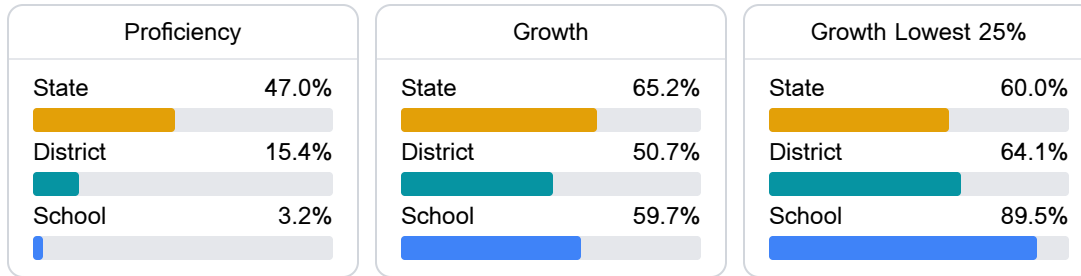 Proficiency
State 47.0%
District 15.4%
School 3.2%
Growth
State 65.2%
District 50.7%
School 59.7%
Growth Lowest 25%
State 60.0%
District 64.1%
School 89.5%